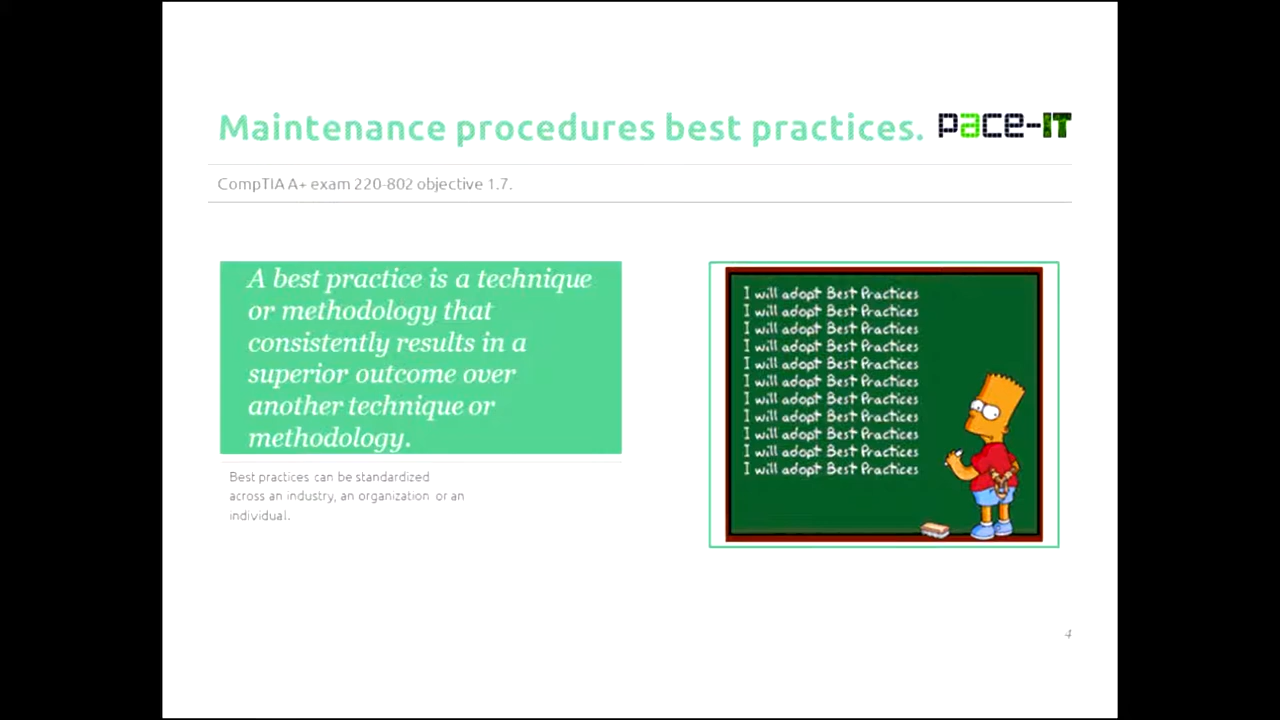 Maintenance procedures best practices.
pace-IT
CompTIA A+ exam 220-802 objective 1.7.
A best practice is a technique
or methodology that
consistently results in a
superior outcome over
another technique or
methodology.
Best practices can be standardized
across an industry, an organization or an
individual.
I will adopt Best Practices
I will adopt Best Practices
I will adopt Best Practices
I will adopt Best Practices
I will adopt Best Practices
I will adopt Best Practices
I will adopt Best Practices
I will adopt Best Practices
I will adopt Best Practices
I will adopt Best Practices
I will adopt Best Practices
4